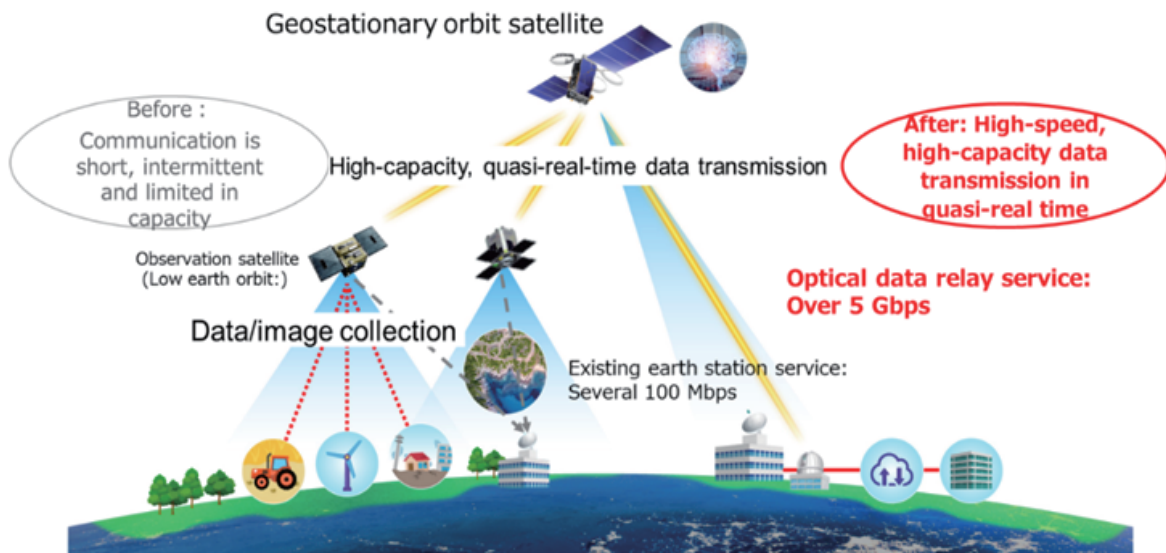 Geostationary orbit satellite
Before :
Communication is
short, intermittent
and limited in
capacity
High-capacity, quasi-real-time data transmission
After: High-speed,
high-capacity data
transmission in
quasi-real time
Observation satellite
(Low earth orbit:)
Optical data relay service:
Over 5 Gbps
Data/image collection
Existing earth station service:
Several 100 Mbps